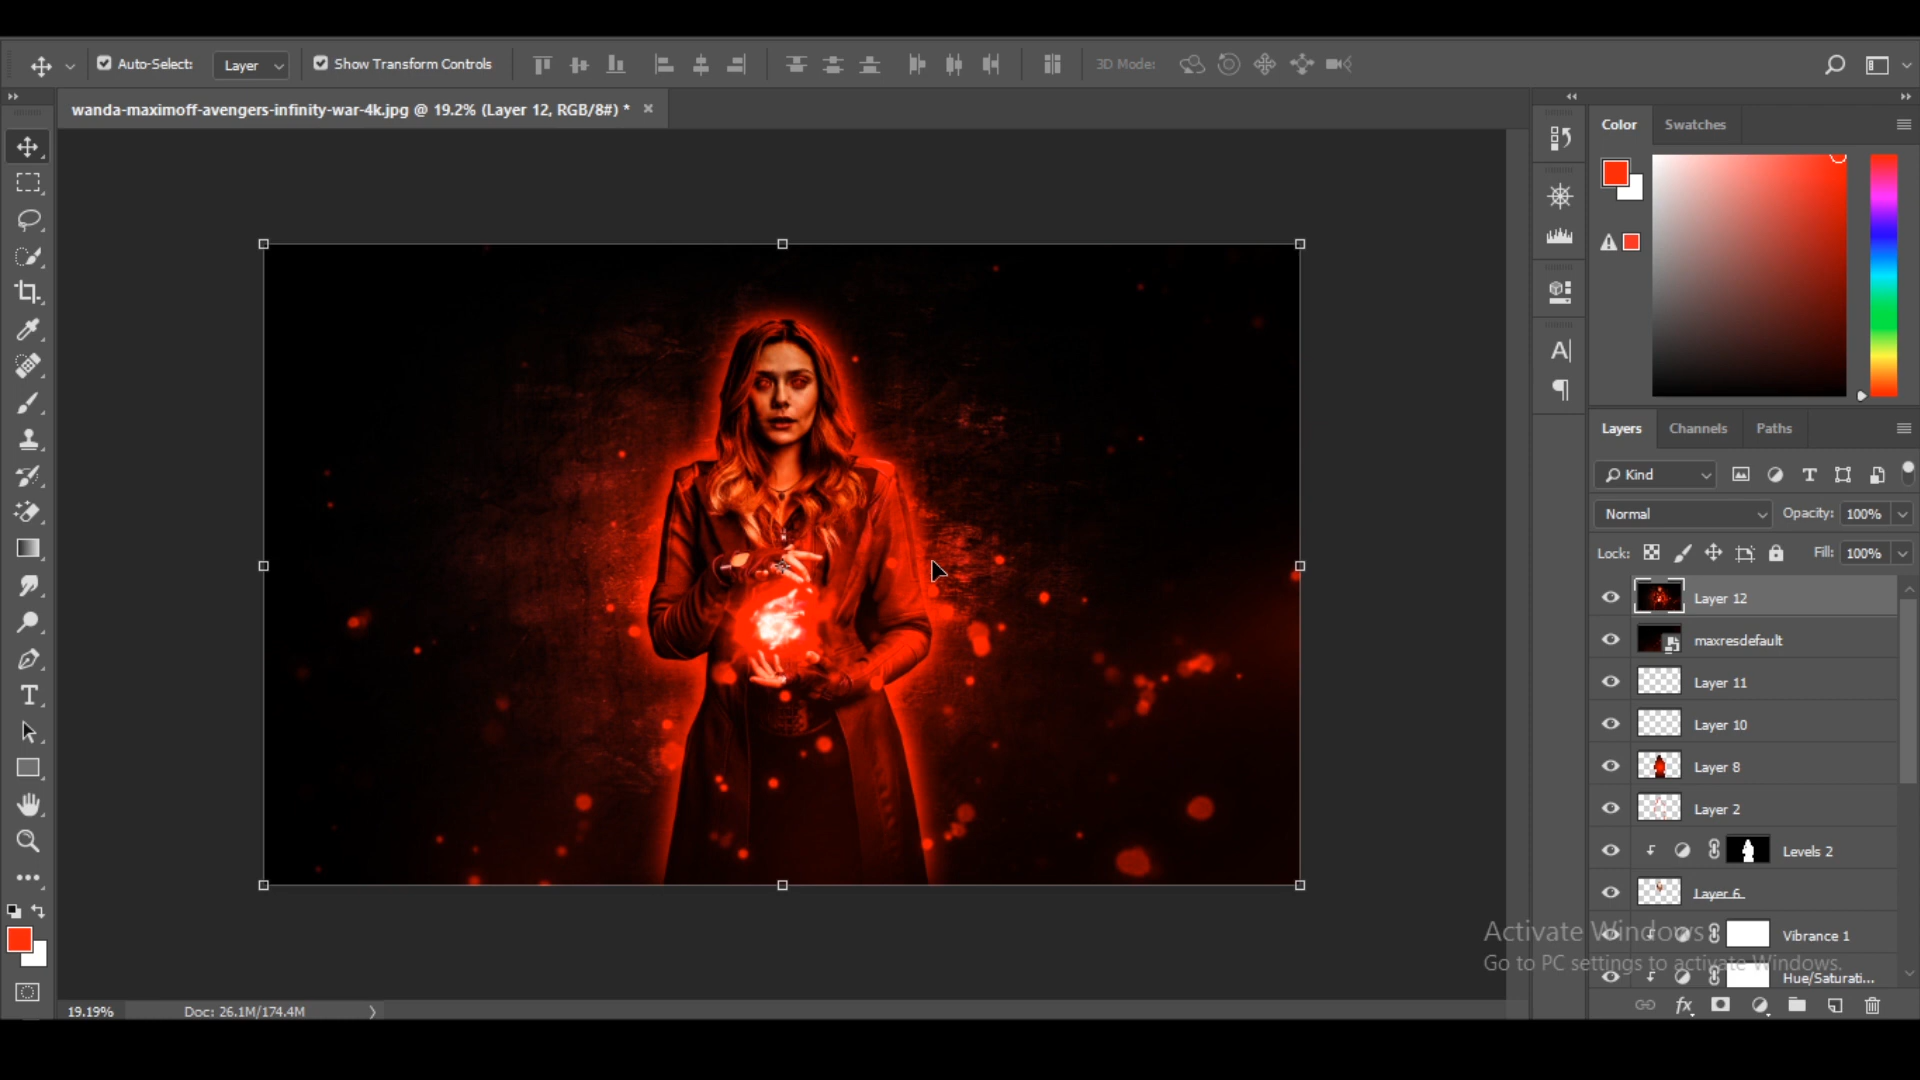 Auto-Select:
Layer
Show Transform Controls
3D Mode:
wanda-maximoff-avengers-infinity-war-4k.jpg @ 19.2% (Layer 12, RGB/8#) *
Color
Swatches
Layers
Channels
Paths
Kind
Normal
Opacity: 100%
Lock:
Fill: 100%
Layer 12
maxresdefault
Layer 11
Layer 10
Layer 8
Layer 2
Levels 2
Layer 6
Vibrance 1
Hue/Saturati...
Activate Windows
Go to PC settings to activate Windows.
19.19%
Doc: 26.1M/174.4M